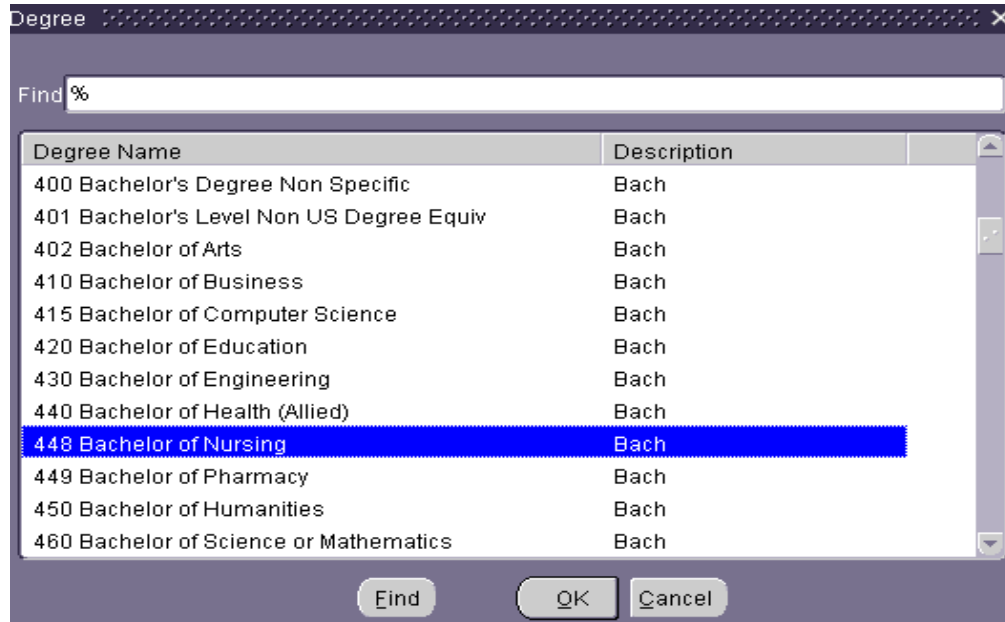 Degree
Find %
Degree Name Description
400 Bachelor's Degree Non Specific Bach
401 Bachelor's Level Non US Degree Equiv Bach
402 Bachelor of Arts Bach
410 Bachelor of Business Bach
415 Bachelor of Computer Science Bach
420 Bachelor of Education Bach
430 Bachelor of Engineering Bach
440 Bachelor of Health (Allied) Bach
448 Bachelor of Nursing Bach
449 Bachelor of Pharmacy Bach
450 Bachelor of Humanities Bach
460 Bachelor of Science or Mathematics Bach
Find OK Cancel